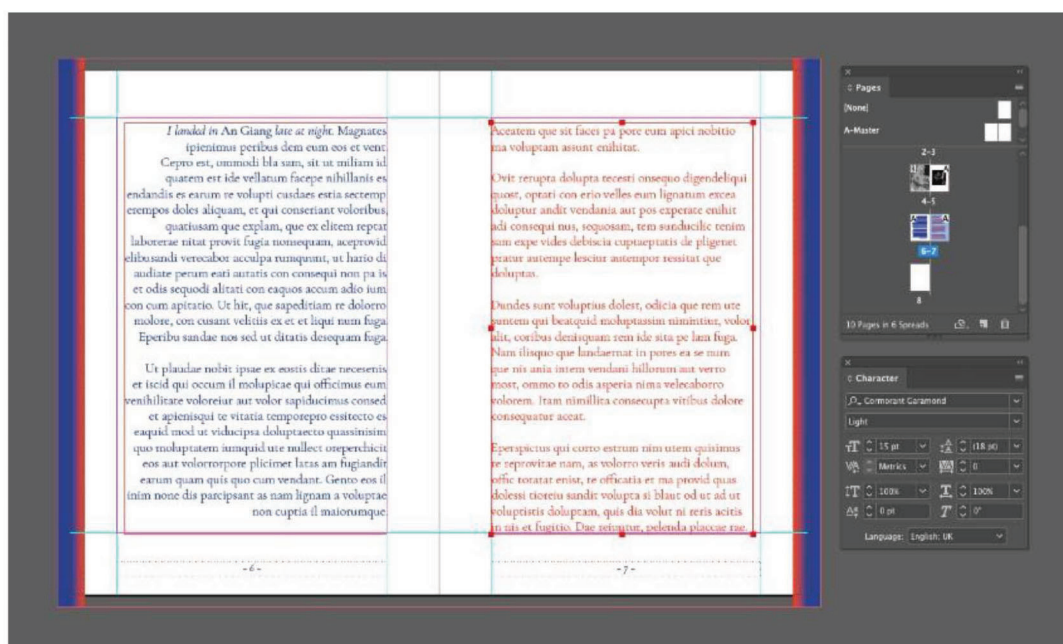 I landed in An Giang late at night. Magnates
ipienimus peribus dem eum eos et vent.
Cepro est, ommodi bla sam, sit ut miliam id
quatem est ide vellatum facepe nihillanis es
endandis es earum re volupti cusdaes estia sectemp
erempos doles aliquam, et qui conseriant voloribus,
quatiusam que explam, que ex elitem reptat
laborerae nitat provit fugia nonsequam, aceprovid
elibusandi verecabor acculpa rumquunt, ut hario di
audiate perum eati autatis con consequi non pa is
et odis sequodi alitati con eaquos accum adio ium
con cum apitatio. Ut hit, que sapeditiam re dolorro
molore, con cusant velitiis ex et et liqui num fuga.
Eperibu sandae nos sed ut ditatis desequam fuga.
Ut plaudae nobit ipsae ex eostis ditae necesenis
et iscid qui occum il molupicae qui officimus eum
venihilitate voloreiur aut volor sapiducimus consed
et apienisqui te vitatia temporepro essitecto es
eaquid mod ut viducipsa doluptaecto quassinisim
quo moluptatem iumquid ute nullect oreperchicit
eos aut volorrorpore plicimet latas am fugiandit
earum quam quis quo cum vendant. Gento eos il
inim none dis parcipsant as nam lignam a voluptae
non cuptia il maiorumque.
- 6 -
Aceatem que sit faces pa pore eum apici nobitio
ma voluptam assunt enihitat.
Ovit rerupta dolupta tecesti onsequo digendeliqui
quost, optati con erio velles eum lignatum excea
doluptur andit vendania aut pos experate enihit
adi consequi nus, sequosam, tem sunducilic tenim
sam expe vides debiscia cuptaeptatis de pligenet
pratur autempe lesciur autempor ressitat que
doluptas.
Dundes sunt voluptius dolest, odicia que rem ute
suntem qui beatquid moluptassim nimintiur, volor
alit, coribus denisquam rem ide sita pe lam fuga.
Nam ilisquo que landaernat in pores ea se num
que nis ania intem vendani hillorum aut verro
most, ommo to odis asperia nima velecaborro
volorem. Itam nimillita consecupta vitibus dolore
consequatur aceat.
Eperspictus qui corro estrum nim utem quisimus
re reprovitae nam, as volorro veris audi dolum,
offic toratat enist, te officatia et ma provid quas
dolessi tioreiu sandit volupta si blaut od ut ad ut
voluptistis doluptam, quis dia volut ni reris acitis
in nis et fugitio. Dae reiuntur, pelenda placcae rae.
- 7 -
Pages
[None]
A-Master
2-3
4-5
6-7
8
10 Pages in 6 Spreads
Character
Cormorant Garamond
Light
15 pt
(18 pt)
Metrics
0
100%
100%
0 pt
0°
Language: English: UK